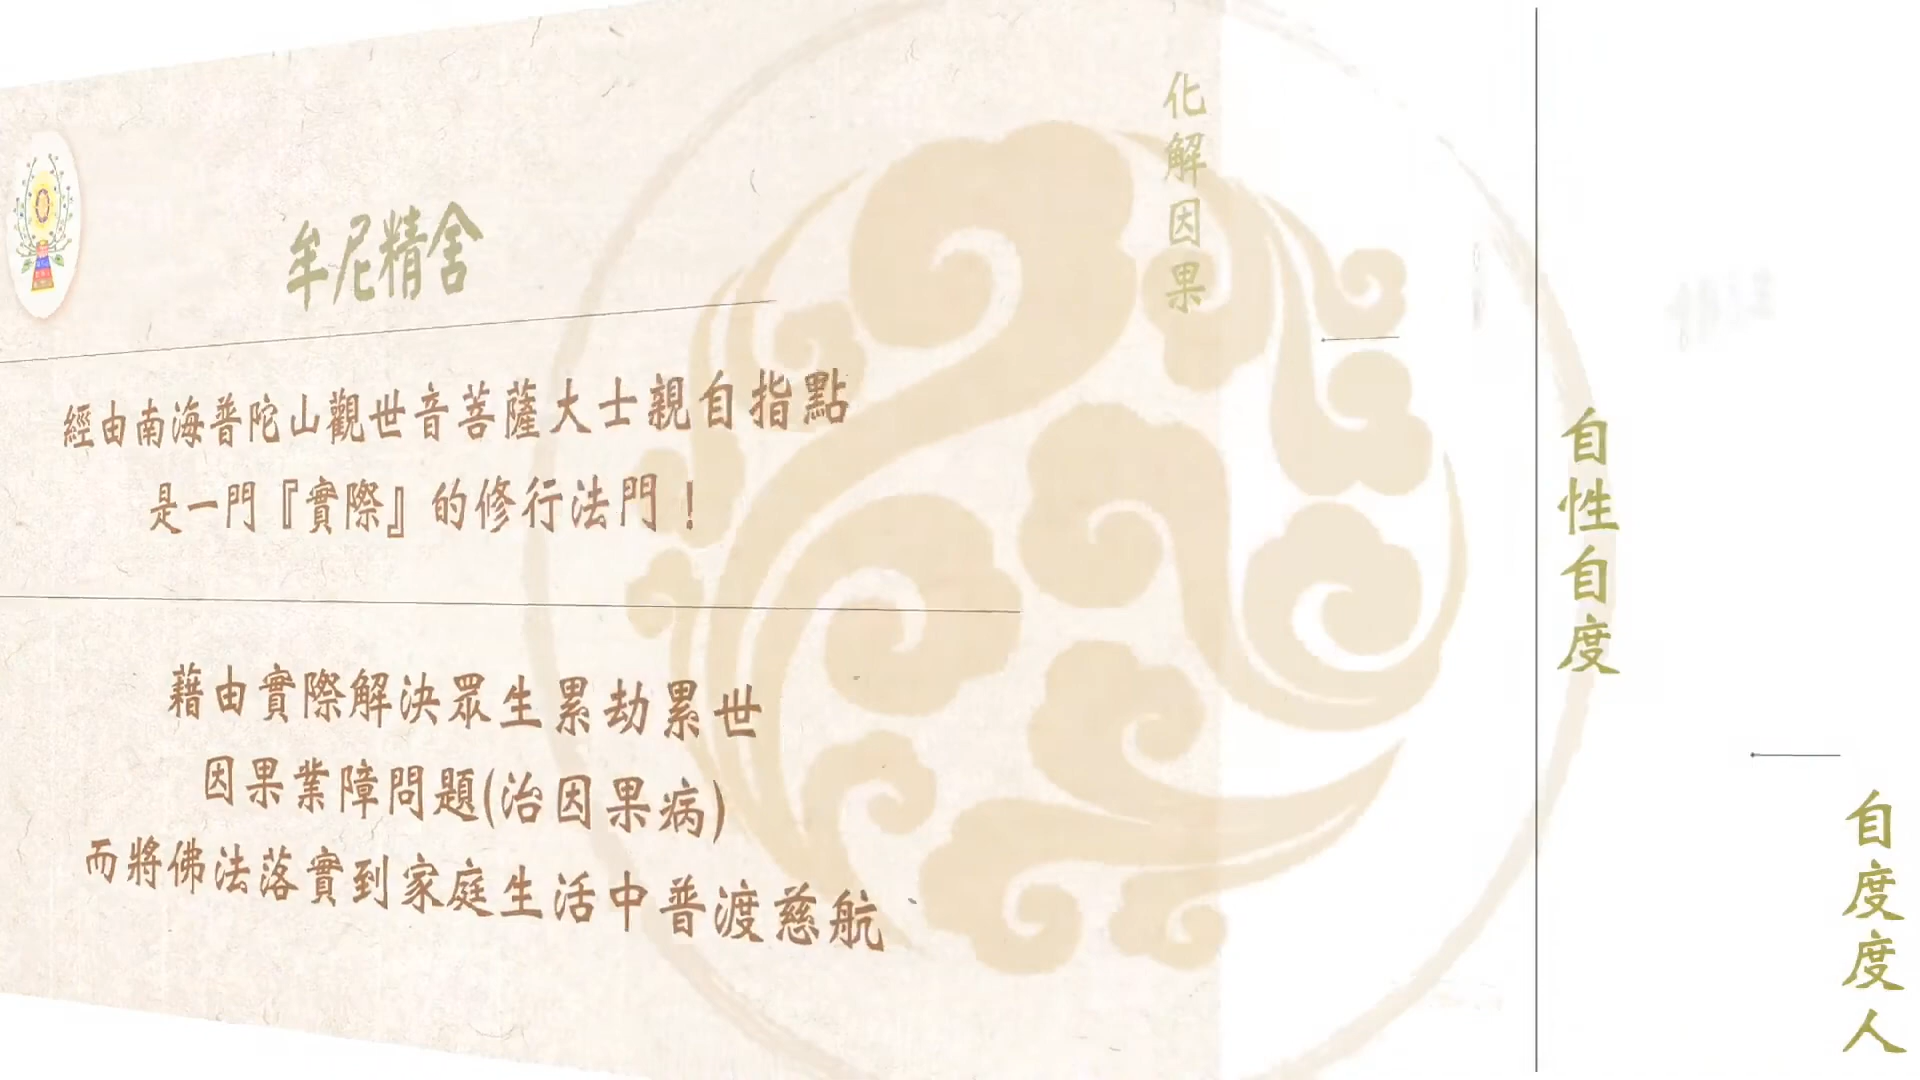 牟尼精舍
經由南海普陀山觀世音菩薩大士親自指點
是一門『實際』的修行法門！
藉由實際解決眾生累劫累世
因果業障問題(治因果病)
而將佛法落實到家庭生活中普渡慈航
化解因果
自性自度
自度度人